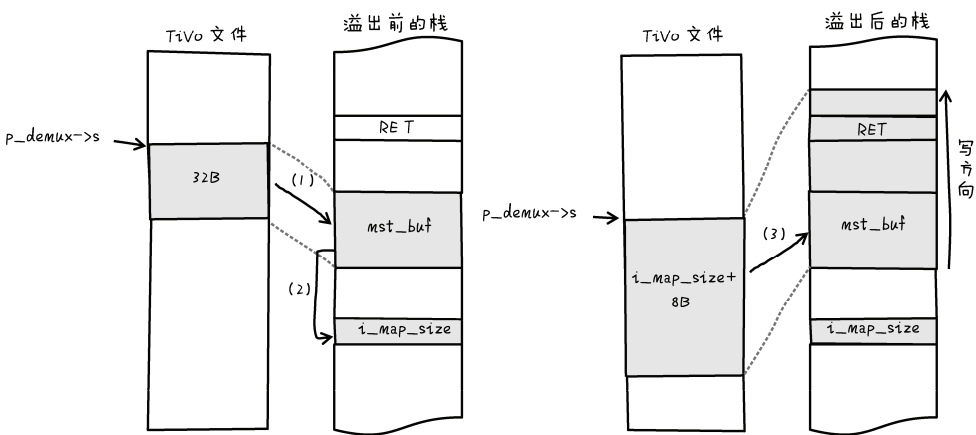 TiVo 文件
溢出前的栈
p_demux->s
32B
(1)
RET
mst_buf
(2)
i_map_size
TiVo 文件
溢出后的栈
p_demux->s
i_map_size+
8B
(3)
RET
mst_buf
i_map_size
写方向